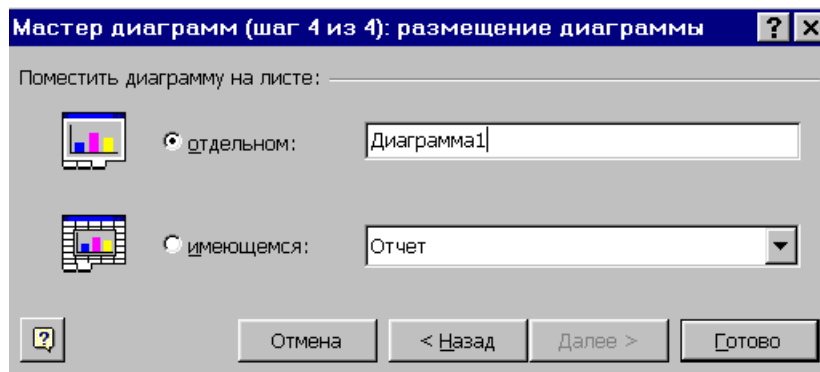 Мастер диаграмм (шаг 4 из 4): размещение диаграммы
Поместить диаграмму на листе:
отдельном: Диаграмма1
имеющемся: Отчет
Отмена < Назад Далее > Готово